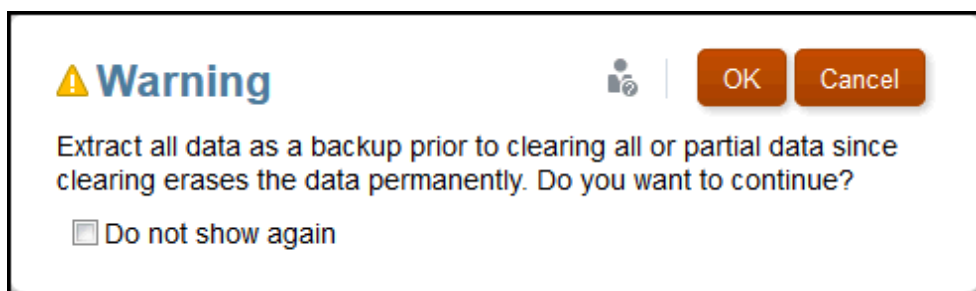 Warning
OK
Cancel
Extract all data as a backup prior to clearing all or partial data since
clearing erases the data permanently. Do you want to continue?
Do not show again